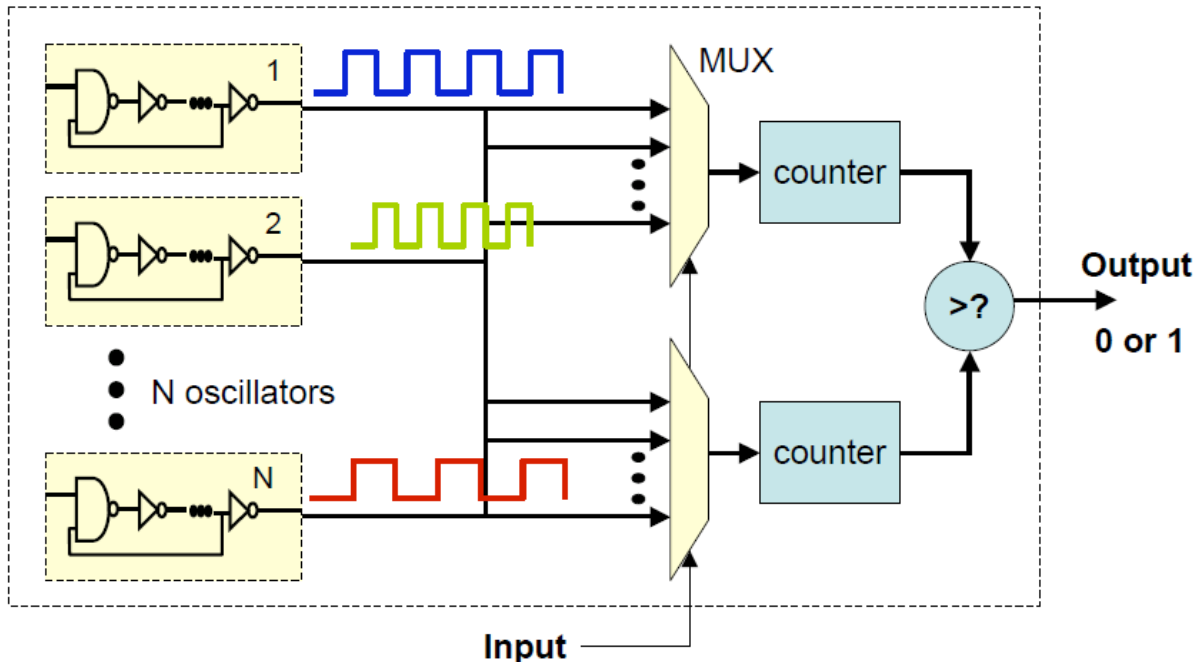 1
MUX
counter
2
>?
Output
0 or 1
N oscillators
counter
N
Input